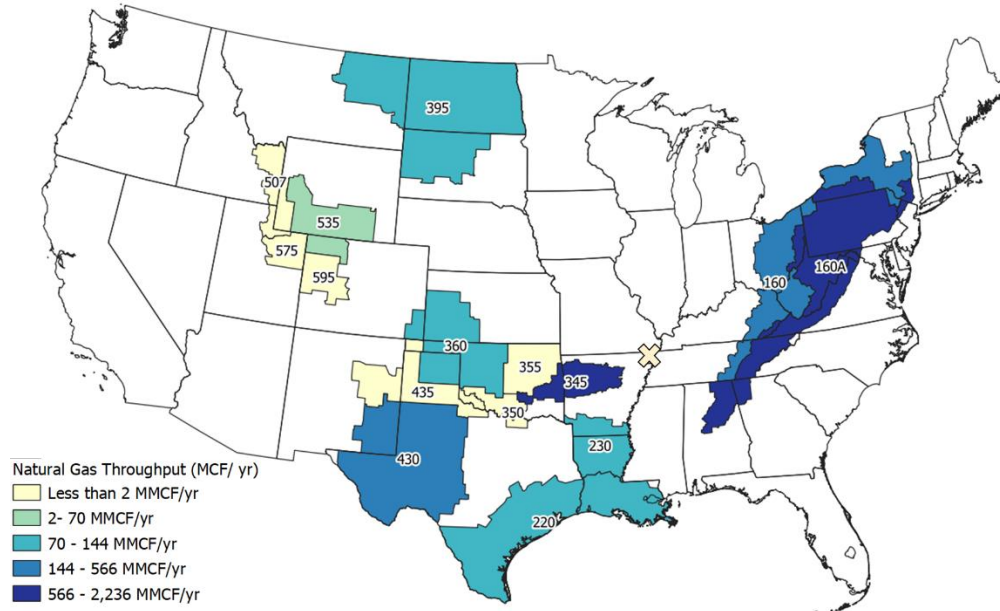 395
507
535
575
595
160
160A
360
355
345
435
350
430
230
220
Natural Gas Throughput (MCF/ yr)
Less than 2 MMCF/yr
2- 70 MMCF/yr
70 - 144 MMCF/yr
144 - 566 MMCF/yr
566 - 2,236 MMCF/yr